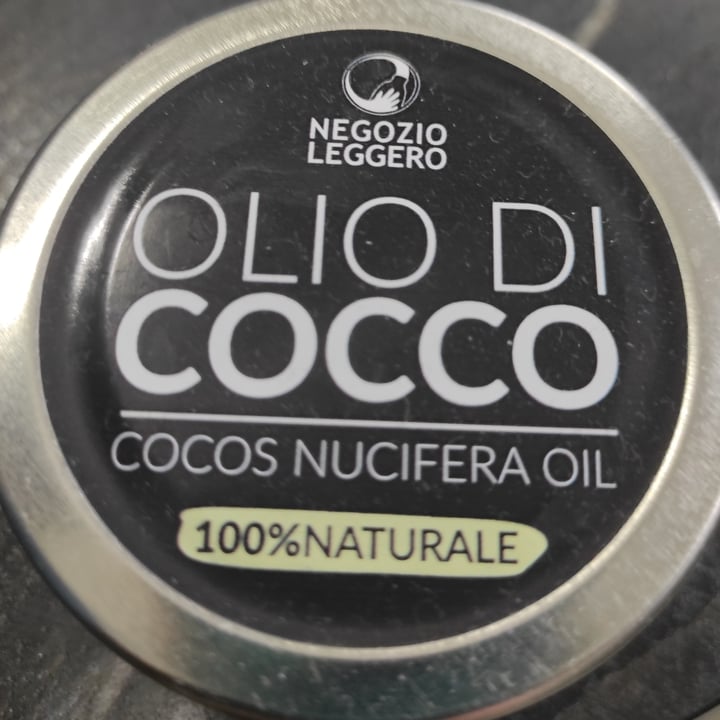 NEGOZIO
LEGGERO
OLIO DI
COCCO
COCOS NUCIFERA OIL
100%NATURALE